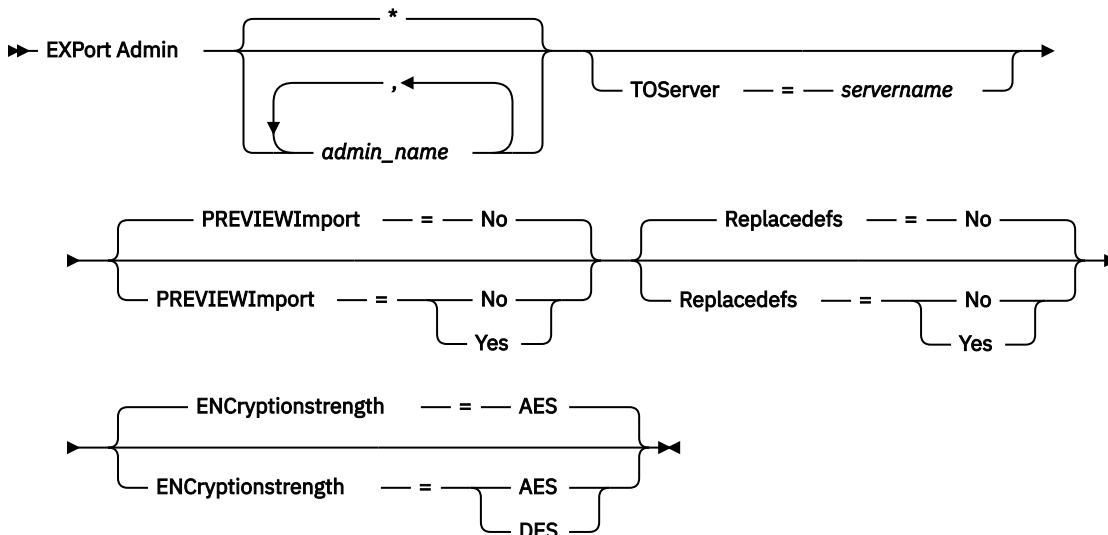 *
EXPort Admin
,
TOServer = servername
admin_name
PREVIEWImport = No Replacedefs = No
PREVIEWImport = No Replacedefs = No
Yes Yes
ENCryptionstrength = AES
ENCryptionstrength = AES
DES